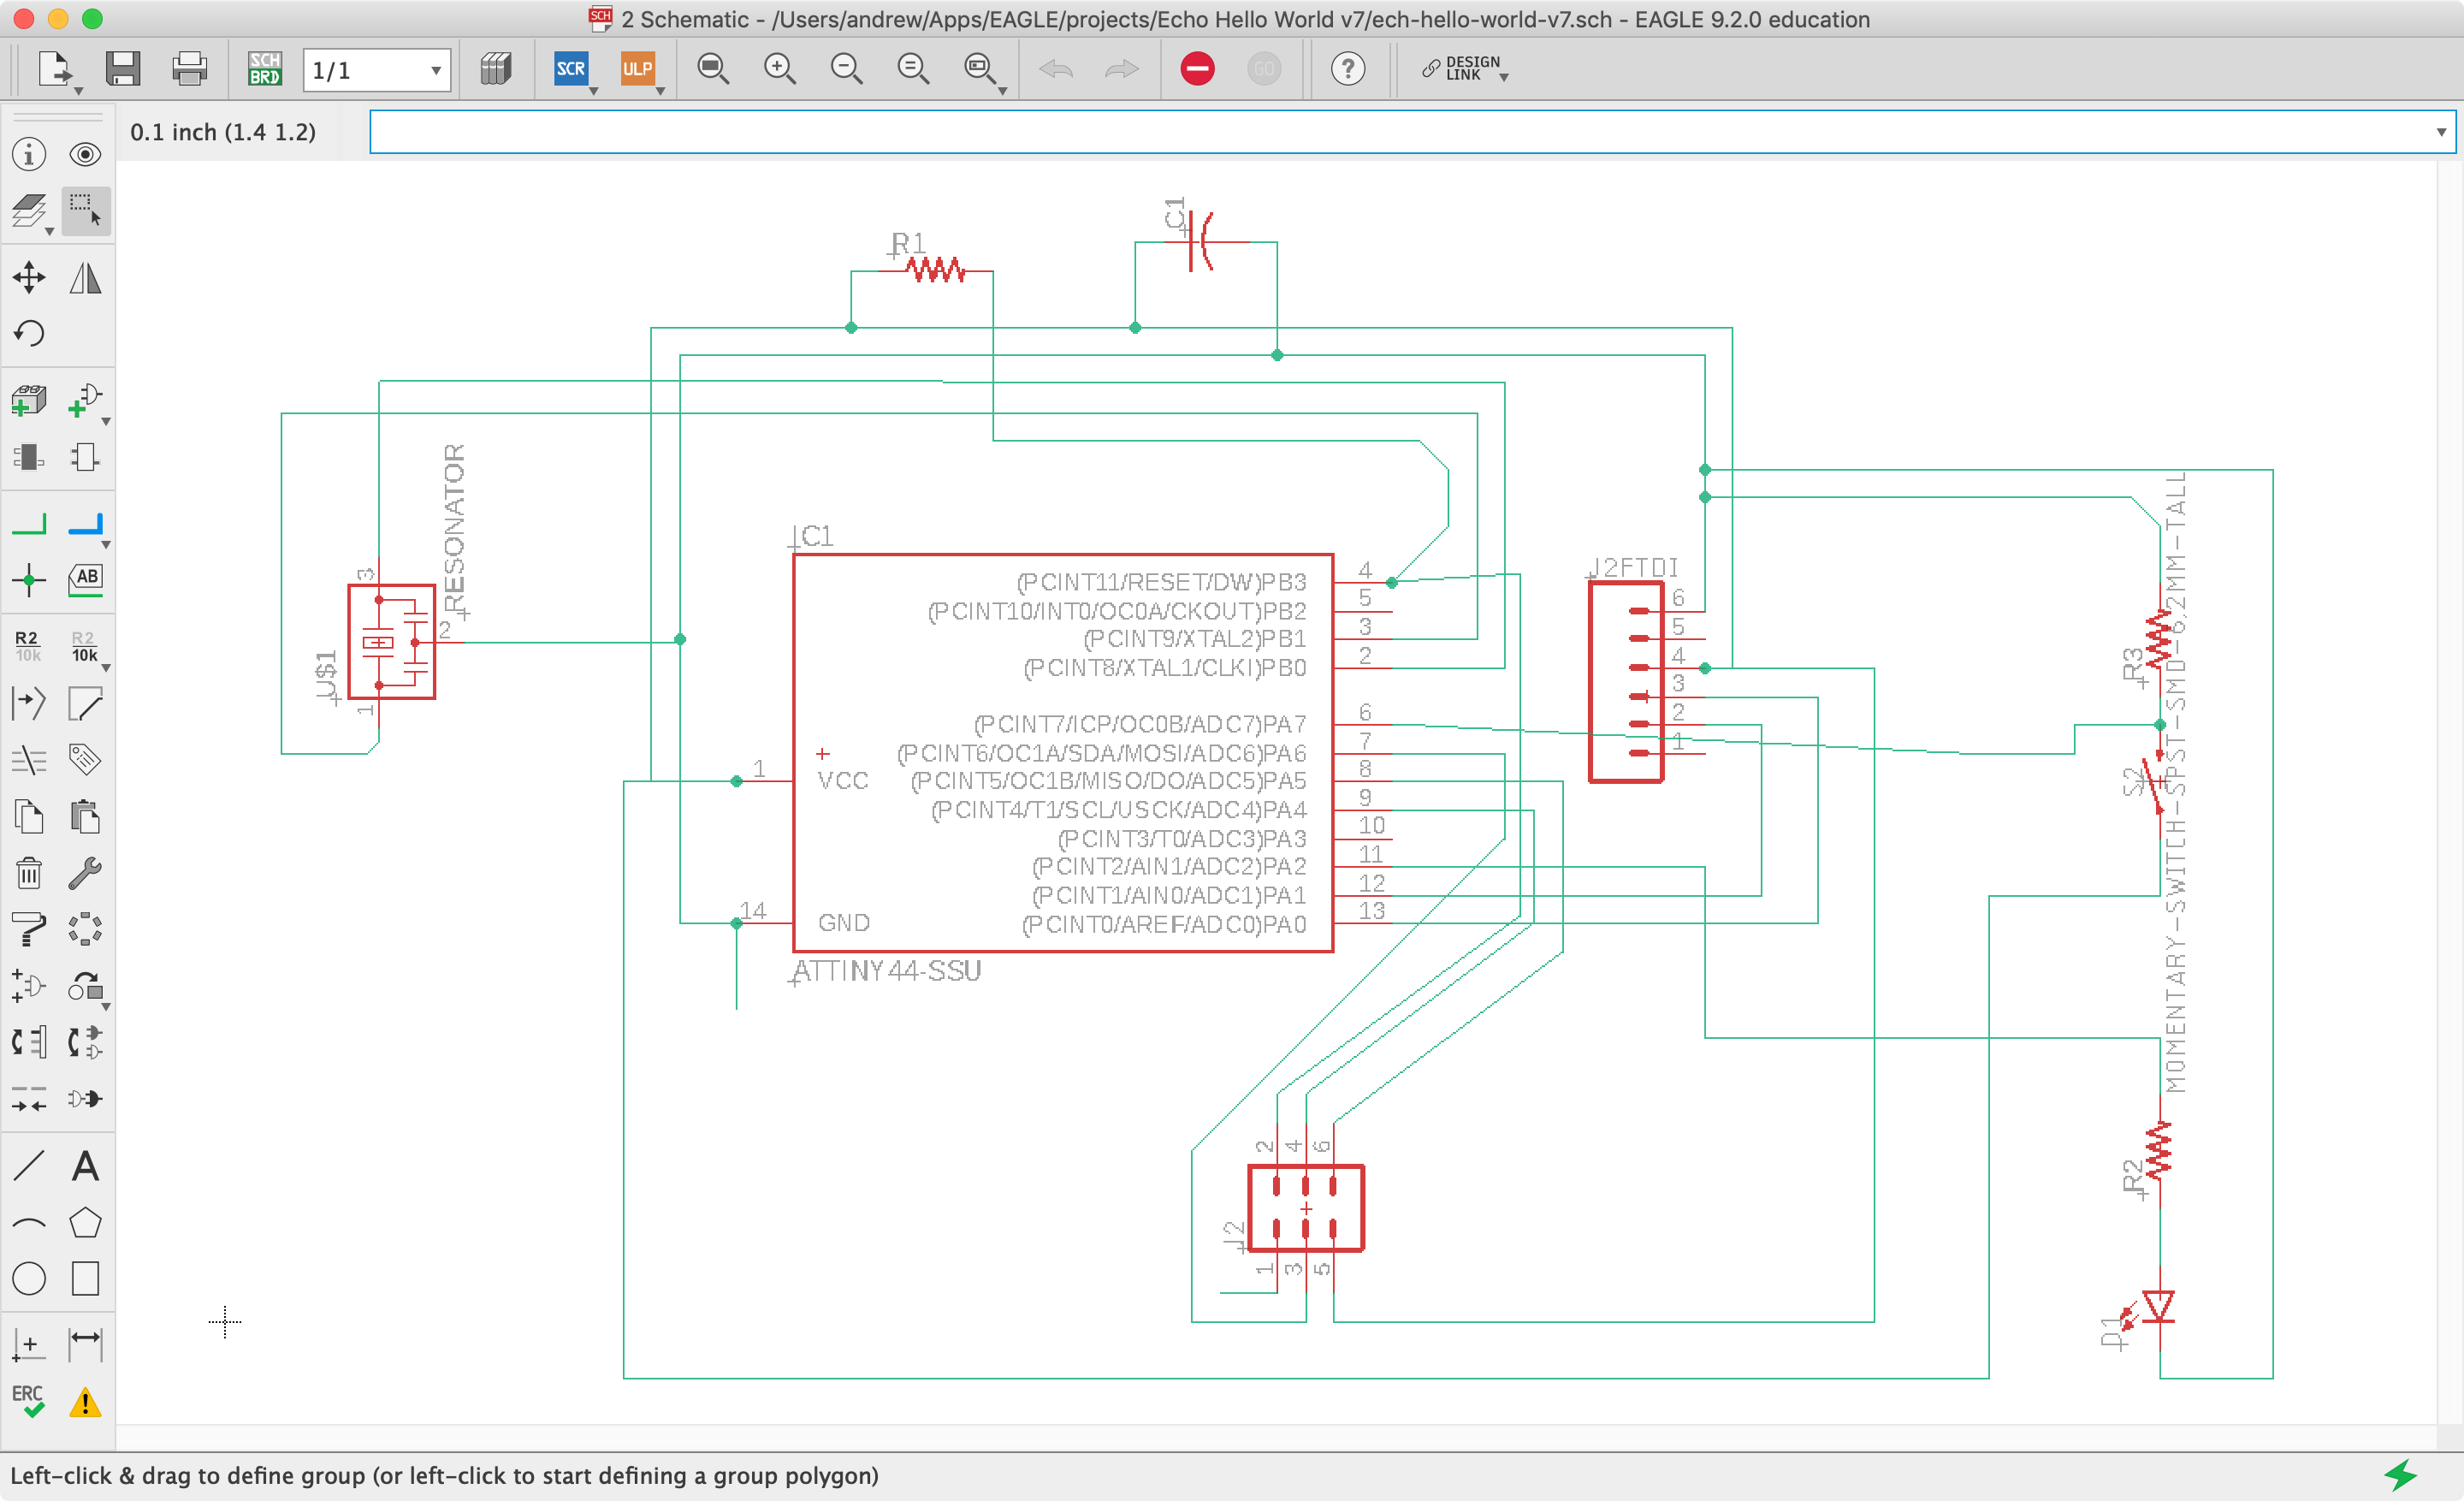 2 Schematic - /Users/andrew/Apps/EAGLE/projects/Echo Hello World v7/ech-hello-world-v7.sch - EAGLE 9.2.0 education
SCH
SCH
BRD
1/1
SCR
ULP
GO
?
DESIGN
LINK
0.1 inch (1.4 1.2)
i
AB
R2
10k
R2
10k
A
ERC
C1
R1
RESONATOR
U$1
3
2
1
IC1
(PCINT11/RESET/DW)PB3
4
(PCINT10/INT0/OC0A/CKOUT)PB2
5
(PCINT9/XTAL2)PB1
3
(PCINT8/XTAL1/CLKI)PB0
2
(PCINT7/ICP/OC0B/ADC7)PA7
6
(PCINT6/OC1A/SDA/MOSI/ADC6)PA6
7
1
VCC
(PCINT5/OC1B/MISO/DO/ADC5)PA5
8
(PCINT4/T1/SCL/USCK/ADC4)PA4
9
(PCINT3/T0/ADC3)PA3
10
(PCINT2/AIN1/ADC2)PA2
11
(PCINT1/AIN0/ADC1)PA1
12
14
GND
(PCINT0/AREF/ADC0)PA0
13
ATTINY44-SSU
J2FTDI
6
5
4
3
2
1
R3
S2
MOMENTARY-SWITCH-SPST-SMD-6.2MM-TALL
R2
D1
2
4
6
J2
1
3
5
Left-click & drag to define group (or left-click to start defining a group polygon)